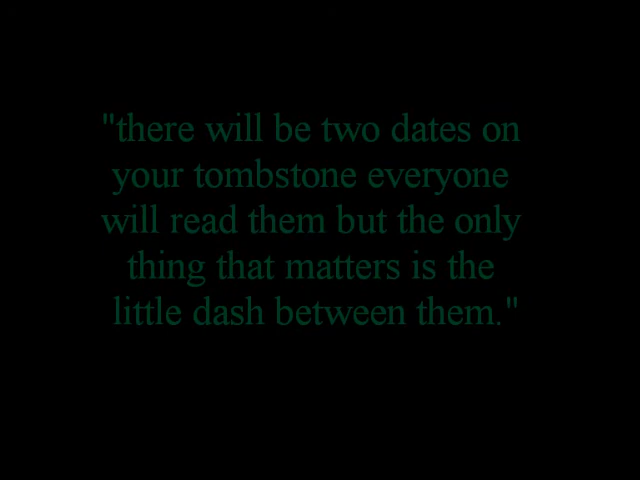 "there will be two dates on
your tombstone everyone
will read them but the only
thing that matters is the
little dash between them."